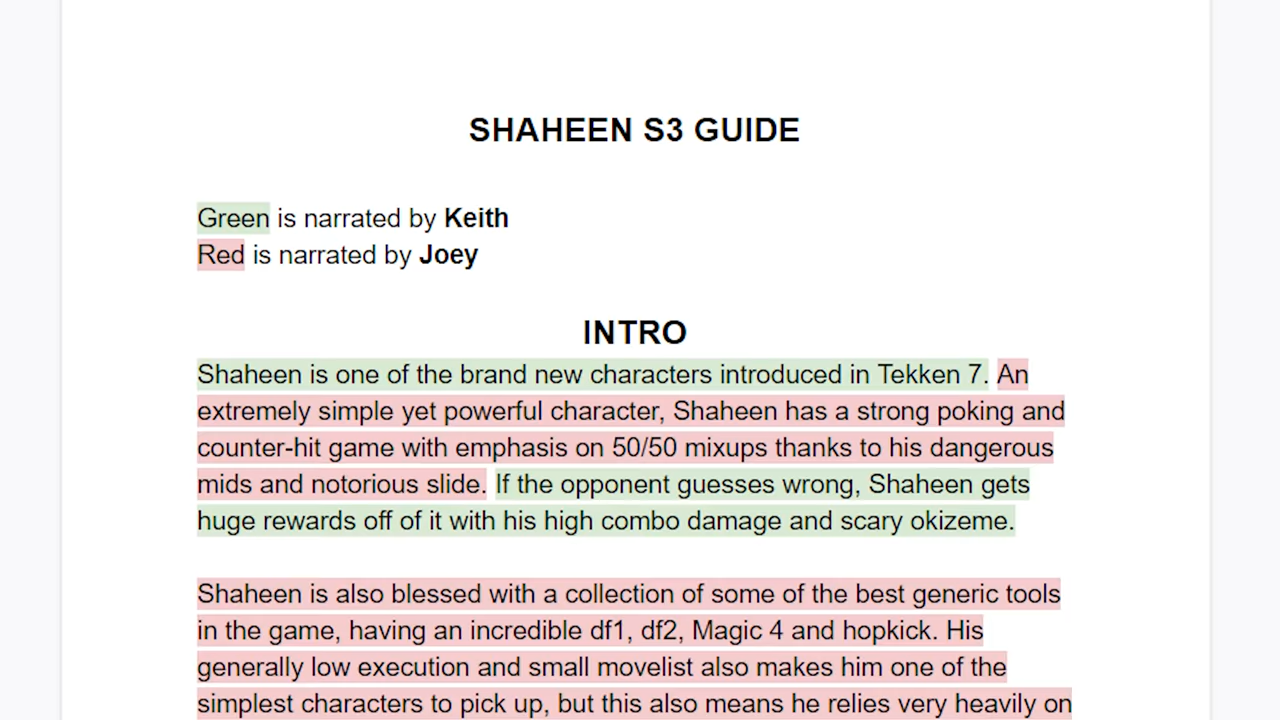 SHAHEEN S3 GUIDE
Green is narrated by Keith
Red is narrated by Joey
INTRO
Shaheen is one of the brand new characters introduced in Tekken 7. An
extremely simple yet powerful character, Shaheen has a strong poking and
counter-hit game with emphasis on 50/50 mixups thanks to his dangerous
mids and notorious slide. If the opponent guesses wrong, Shaheen gets
huge rewards off of it with his high combo damage and scary okizeme.
Shaheen is also blessed with a collection of some of the best generic tools
in the game, having an incredible df1, df2, Magic 4 and hopkick. His
generally low execution and small movelist also makes him one of the
simplest characters to pick up, but this also means he relies very heavily on